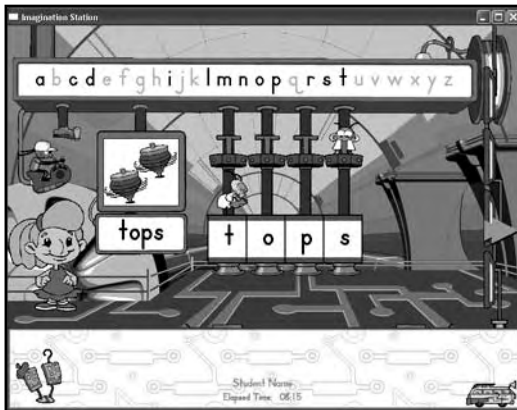 Imagination Station
a b c d e f g h i j k l m n o p q r s t u v w x y z
tops
t o p s
Student Name
Elapsed Time: 08:15